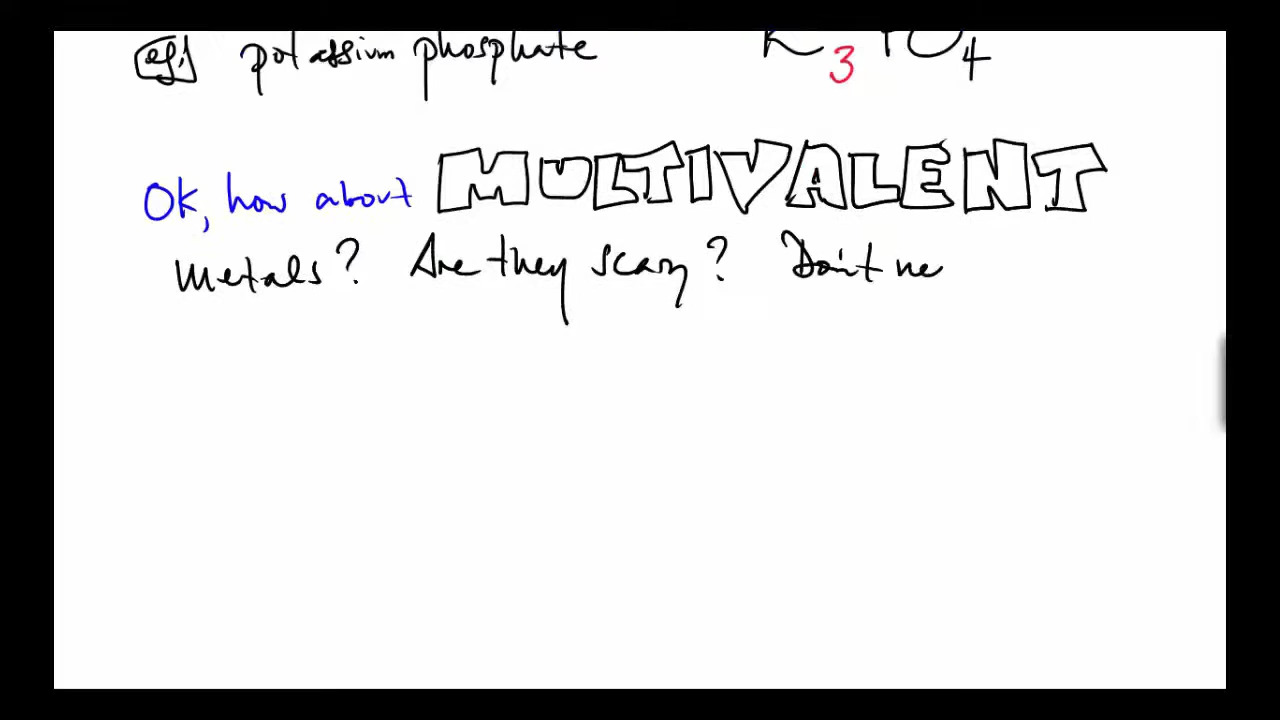 eg.) potassium phosphate K3PO4
Ok, how about MULTIVALENT
metals? Are they scary? Don't ne